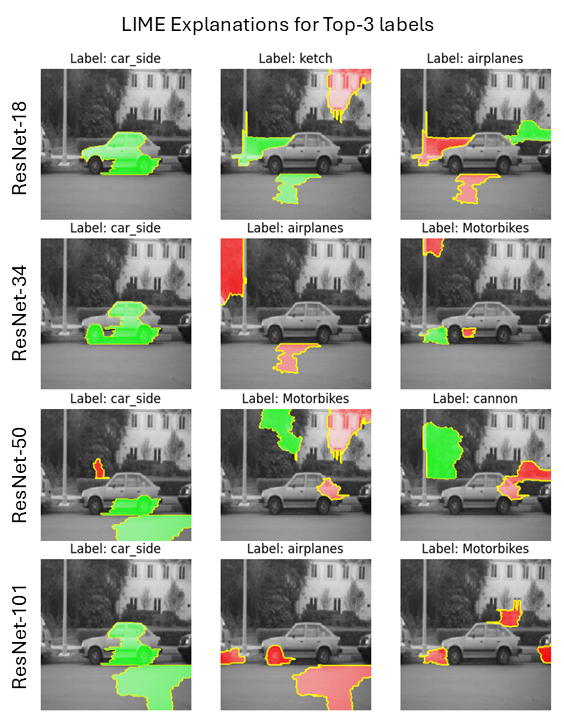 LIME Explanations for Top-3 labels
Label: car_side
Label: ketch
Label: airplanes
ResNet-18
Label: car_side
Label: airplanes
Label: Motorbikes
ResNet-34
Label: car_side
Label: Motorbikes
Label: cannon
ResNet-50
Label: car_side
Label: airplanes
Label: Motorbikes
ResNet-101